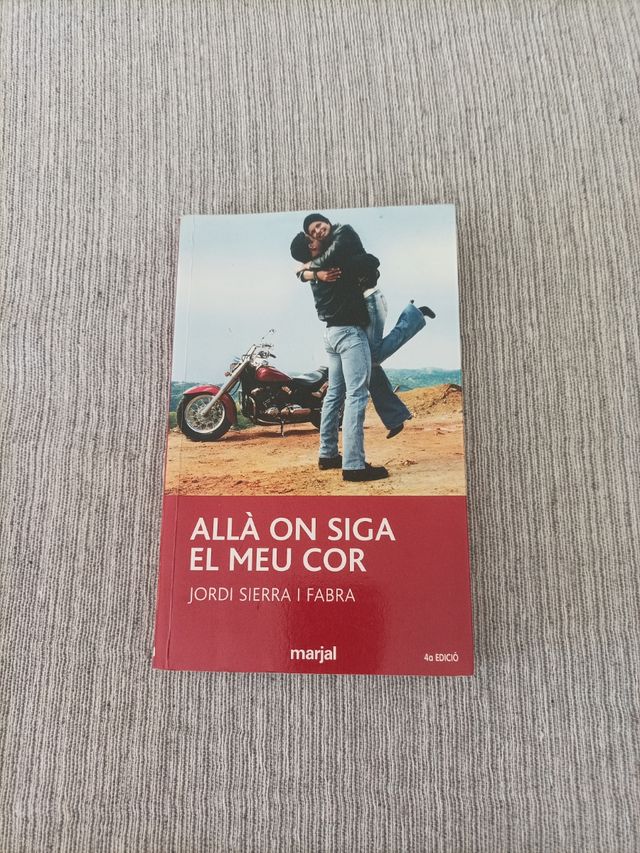 ALLÀ ON SIGA
EL MEU COR
JORDI SIERRA I FABRA
marjal
4a EDICIÓ